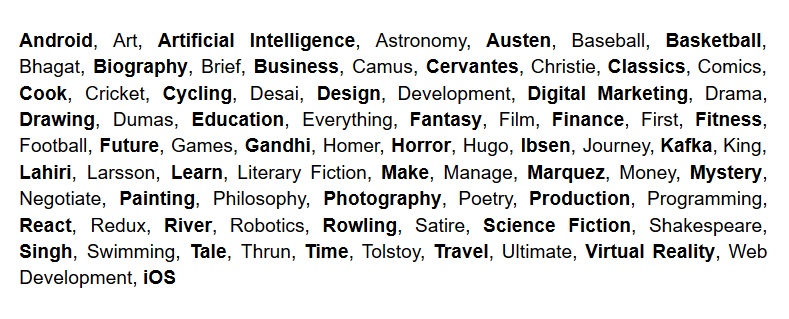 Android, Art, Artificial Intelligence, Astronomy, Austen, Baseball, Basketball,
Bhagat, Biography, Brief, Business, Camus, Cervantes, Christie, Classics, Comics,
Cook, Cricket, Cycling, Desai, Design, Development, Digital Marketing, Drama,
Drawing, Dumas, Education, Everything, Fantasy, Film, Finance, First, Fitness,
Football, Future, Games, Gandhi, Homer, Horror, Hugo, Ibsen, Journey, Kafka, King,
Lahiri, Larsson, Learn, Literary Fiction, Make, Manage, Marquez, Money, Mystery,
Negotiate, Painting, Philosophy, Photography, Poetry, Production, Programming,
React, Redux, River, Robotics, Rowling, Satire, Science Fiction, Shakespeare,
Singh, Swimming, Tale, Thrun, Time, Tolstoy, Travel, Ultimate, Virtual Reality, Web
Development, iOS